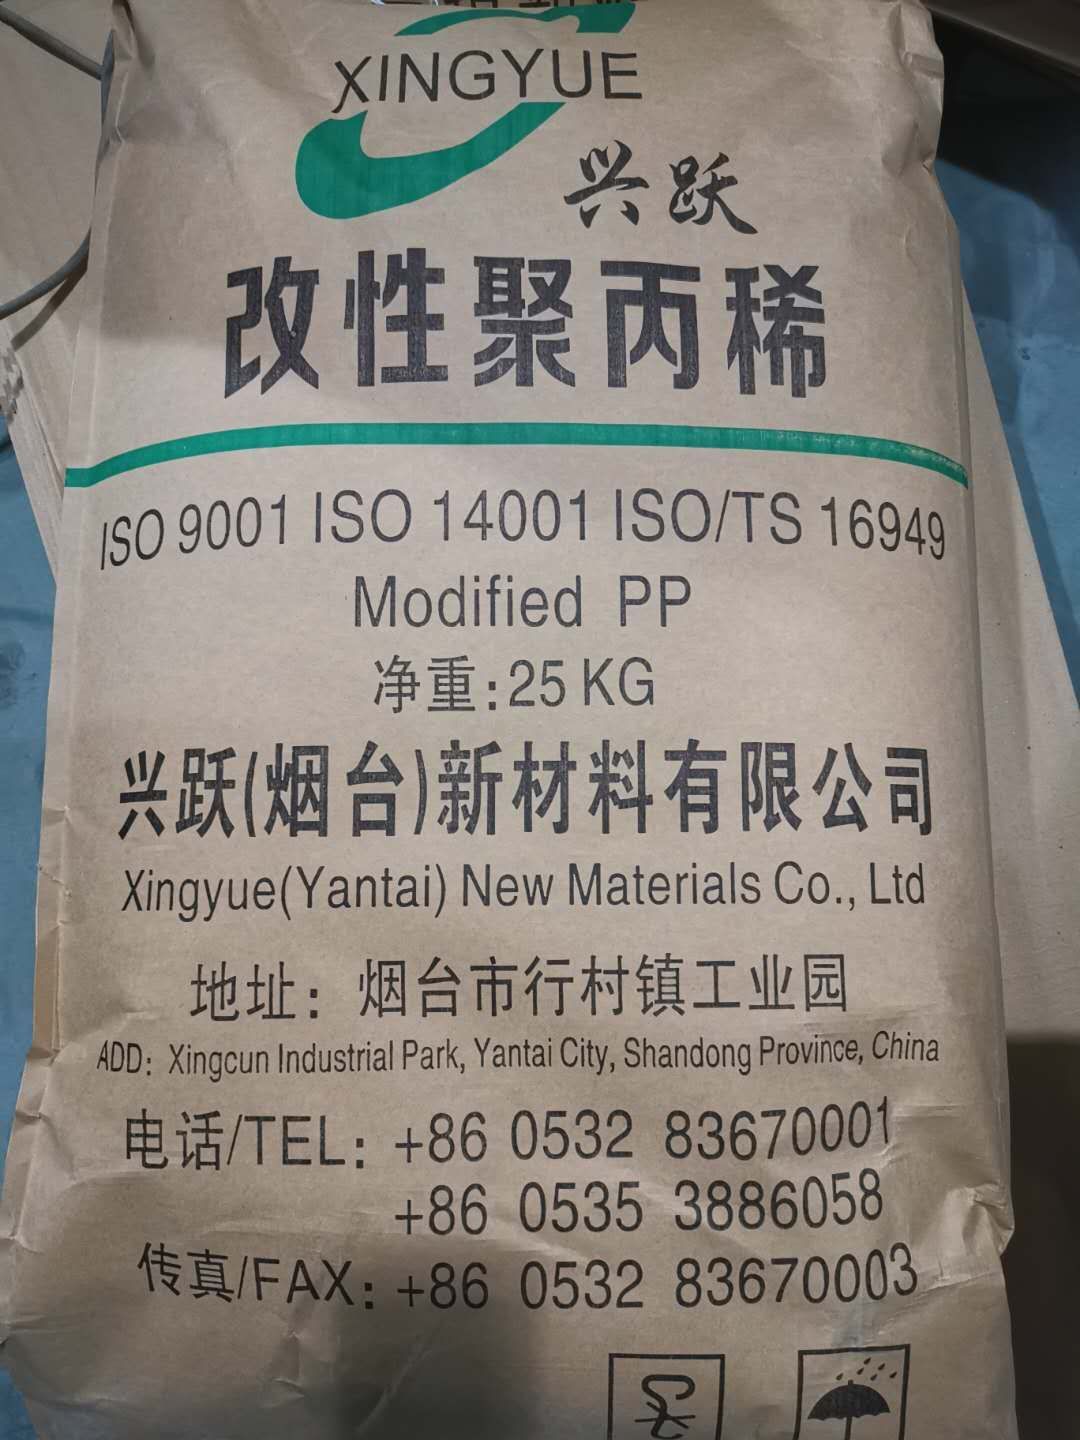 XINGYUE
兴跃
改性聚丙稀
ISO 9001 ISO 14001 ISO/TS 16949
Modified PP
净重:25 KG
兴跃(烟台)新材料有限公司
Xingyue(Yantai) New Materials Co., Ltd
地址：烟台市行村镇工业园
ADD: Xingcun Industrial Park, Yantai City, Shandong Province, China
电话/TEL: +86 0532 83670001
+86 0535 3886058
传真/FAX: +86 0532 83670003